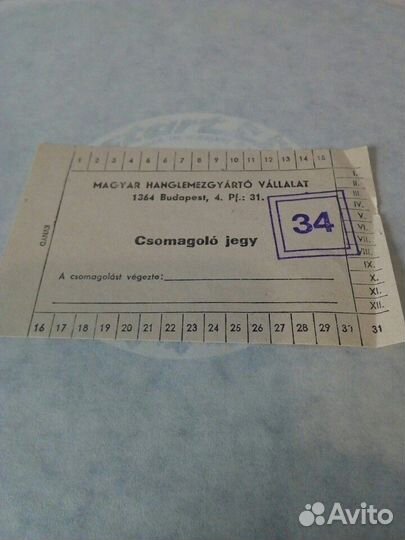 1 2 3 4 5 6 7 8 9 10 11 12 13 14 15
MAGYAR HANGLEMEZGYÁRTÓ VÁLLALAT
1364 Budapest, 4. Pf.: 31.
34
Csomagoló jegy
A csomagolást végezte:
I.
II.
III.
IV.
V.
VI.
VII.
VIII.
IX.
X.
XI.
XII.
16 17 18 19 20 21 22 23 24 25 26 27 28 29 30 31
Avito